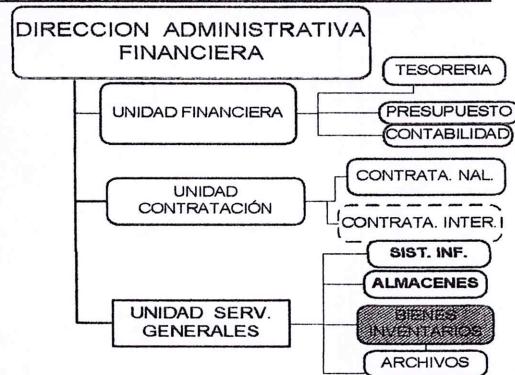 DIRECCION ADMINISTRATIVA
FINANCIERA
TESORERIA
UNIDAD FINANCIERA
PRESUPUESTO
CONTABILIDAD
CONTRATA. NAL.
UNIDAD
CONTRATACIÓN
CONTRATA. INTER.
SIST. INF.
ALMACENES
UNIDAD SERV.
GENERALES
BIENES
INVENTARIOS
ARCHIVOS